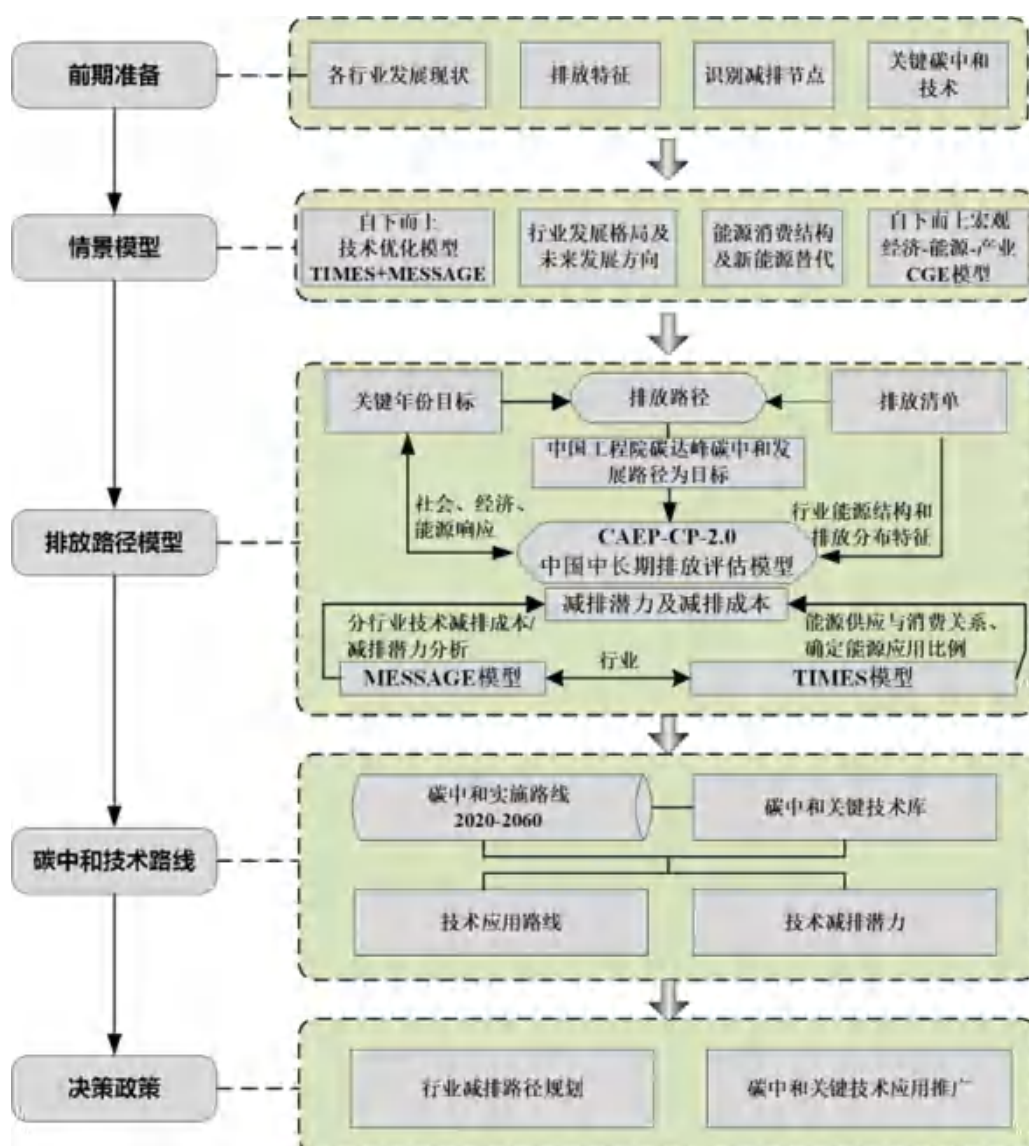 前期准备
各行业发展现状
排放特征
识别减排节点
关键碳中和
技术
情景模型
自下而上
技术优化模型
TIMES+MESSAGE
行业发展格局及
未来发展方向
能源消费结构
及新能源替代
自下而上宏观
经济-能源-产业
CGE模型
排放路径模型
关键年份目标
排放路径
排放清单
中国工程院碳达峰碳中和发
展路径为目标
社会、经济、
能源响应
行业能源结构和
排放分布特征
CAEP-CP-2.0
中国中长期排放评估模型
减排潜力及减排成本
分行业技术减排成本/
减排潜力分析
能源供应与消费关系、
确定能源应用比例
MESSAGE模型
行业
TIMES模型
碳中和技术路线
碳中和实施路线
2020-2060
碳中和关键技术库
技术应用路线
技术减排潜力
决策政策
行业减排路径规划
碳中和关键技术应用推广